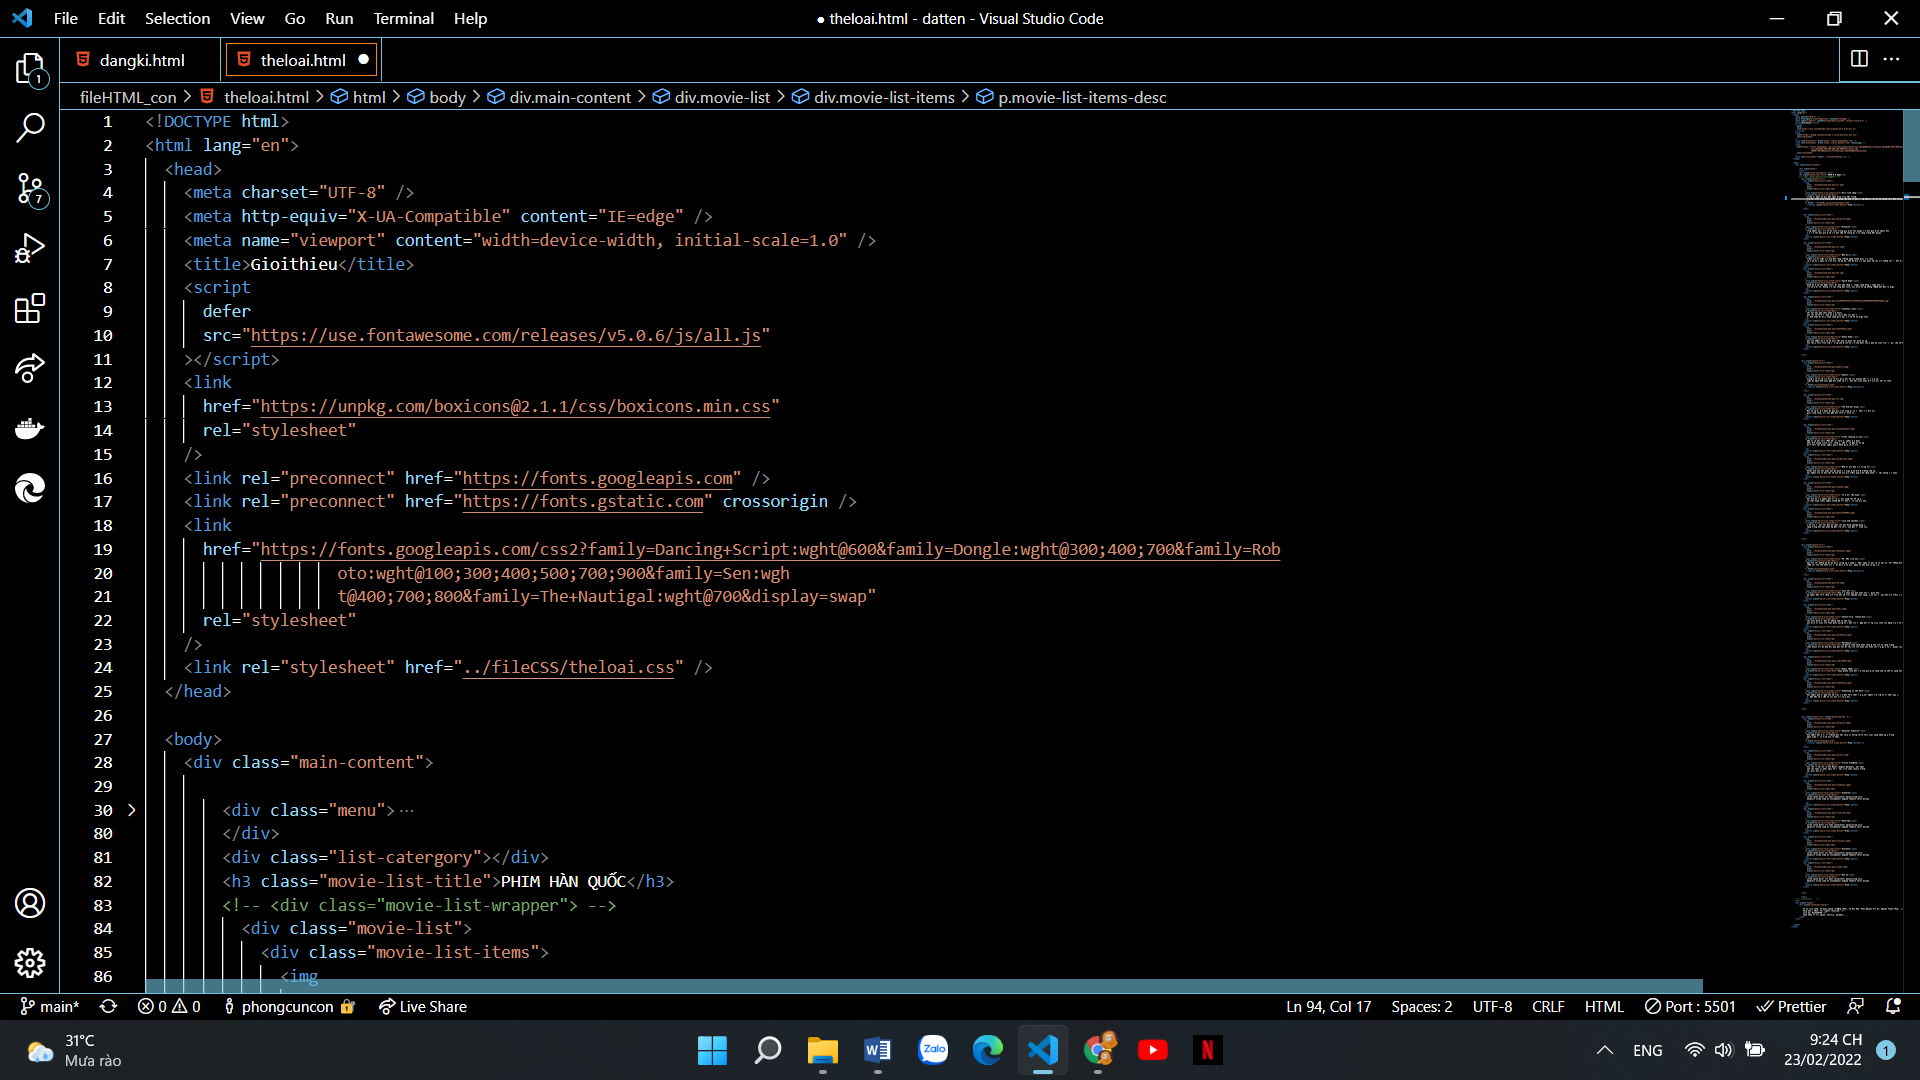 File Edit Selection View Go Run Terminal Help
● theloai.html - datten - Visual Studio Code
dangki.html
theloai.html ●
fileHTML_con > theloai.html > html > body > div.main-content > div.movie-list > div.movie-list-items > p.movie-list-items-desc
1 <!DOCTYPE html>
2 <html lang="en">
3 <head>
4 <meta charset="UTF-8" />
5 <meta http-equiv="X-UA-Compatible" content="IE=edge" />
6 <meta name="viewport" content="width=device-width, initial-scale=1.0" />
7 <title>Gioithieu</title>
8 <script
9 defer
10 src="https://use.fontawesome.com/releases/v5.0.6/js/all.js"
11 ></script>
12 <link
13 href="https://unpkg.com/boxicons@2.1.1/css/boxicons.min.css"
14 rel="stylesheet"
15 />
16 <link rel="preconnect" href="https://fonts.googleapis.com" />
17 <link rel="preconnect" href="https://fonts.gstatic.com" crossorigin />
18 <link
19 href="https://fonts.googleapis.com/css2?family=Dancing+Script:wght@600&family=Dongle:wght@300;400;700&family=Rob
20 oto:wght@100;300;400;500;700;900&family=Sen:wgh
21 t@400;700;800&family=The+Nautigal:wght@700&display=swap"
22 rel="stylesheet"
23 />
24 <link rel="stylesheet" href="../fileCSS/theloai.css" />
25 </head>
26
27 <body>
28 <div class="main-content">
29
30 > <div class="menu">···
80 </div>
81 <div class="list-catergory"></div>
82 <h3 class="movie-list-title">PHIM HÀN QUỐC</h3>
83 <!-- <div class="movie-list-wrapper"> -->
84 <div class="movie-list">
85 <div class="movie-list-items">
86 <img
1
7
main* 0 0 phongcuncon Live Share Ln 94, Col 17 Spaces: 2 UTF-8 CRLF HTML Port : 5501 Prettier
31°C
Mưa rào
Zalo
ENG
9:24 CH
23/02/2022
1